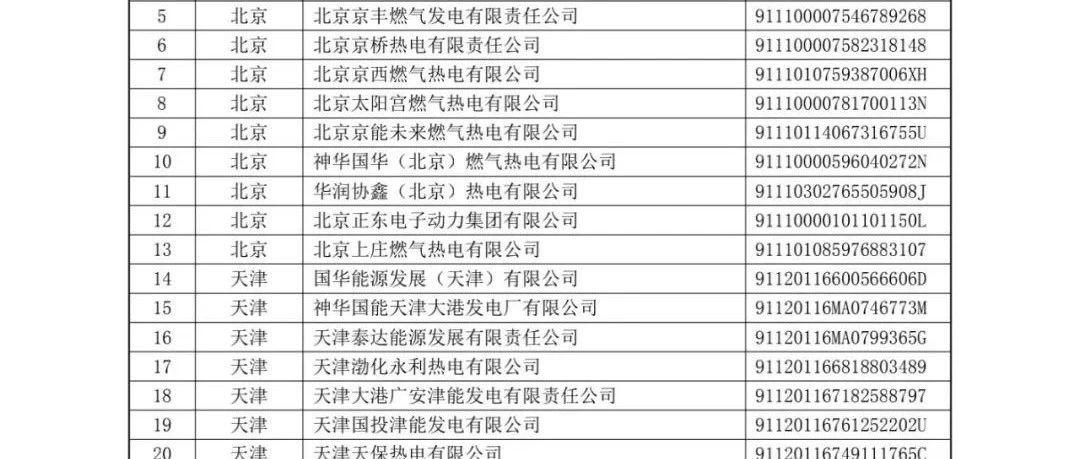 5 北京 北京京丰燃气发电有限责任公司 911100007546789268
6 北京 北京京桥热电有限责任公司 911100007582318148
7 北京 北京京西燃气热电有限公司 9111010759387006XH
8 北京 北京太阳宫燃气热电有限公司 91110000781700113N
9 北京 北京京能未来燃气热电有限公司 91110114067316755U
10 北京 神华国华（北京）燃气热电有限公司 91110000596040272N
11 北京 华润协鑫（北京）热电有限公司 91110302765505908J
12 北京 北京正东电子动力集团有限公司 91110000101101150L
13 北京 北京上庄燃气热电有限公司 911101085976883107
14 天津 国华能源发展（天津）有限公司 91120116600566606D
15 天津 神华国能天津大港发电厂有限公司 91120116MA0746773M
16 天津 天津泰达能源发展有限责任公司 91120116MA0799365G
17 天津 天津渤化永利热电有限公司 911201166818803489
18 天津 天津大港广安津能发电有限责任公司 911201167182588797
19 天津 天津国投津能发电有限公司 91120116761252202U
20 天津 天津天保热电有限公司 91120116749111765C